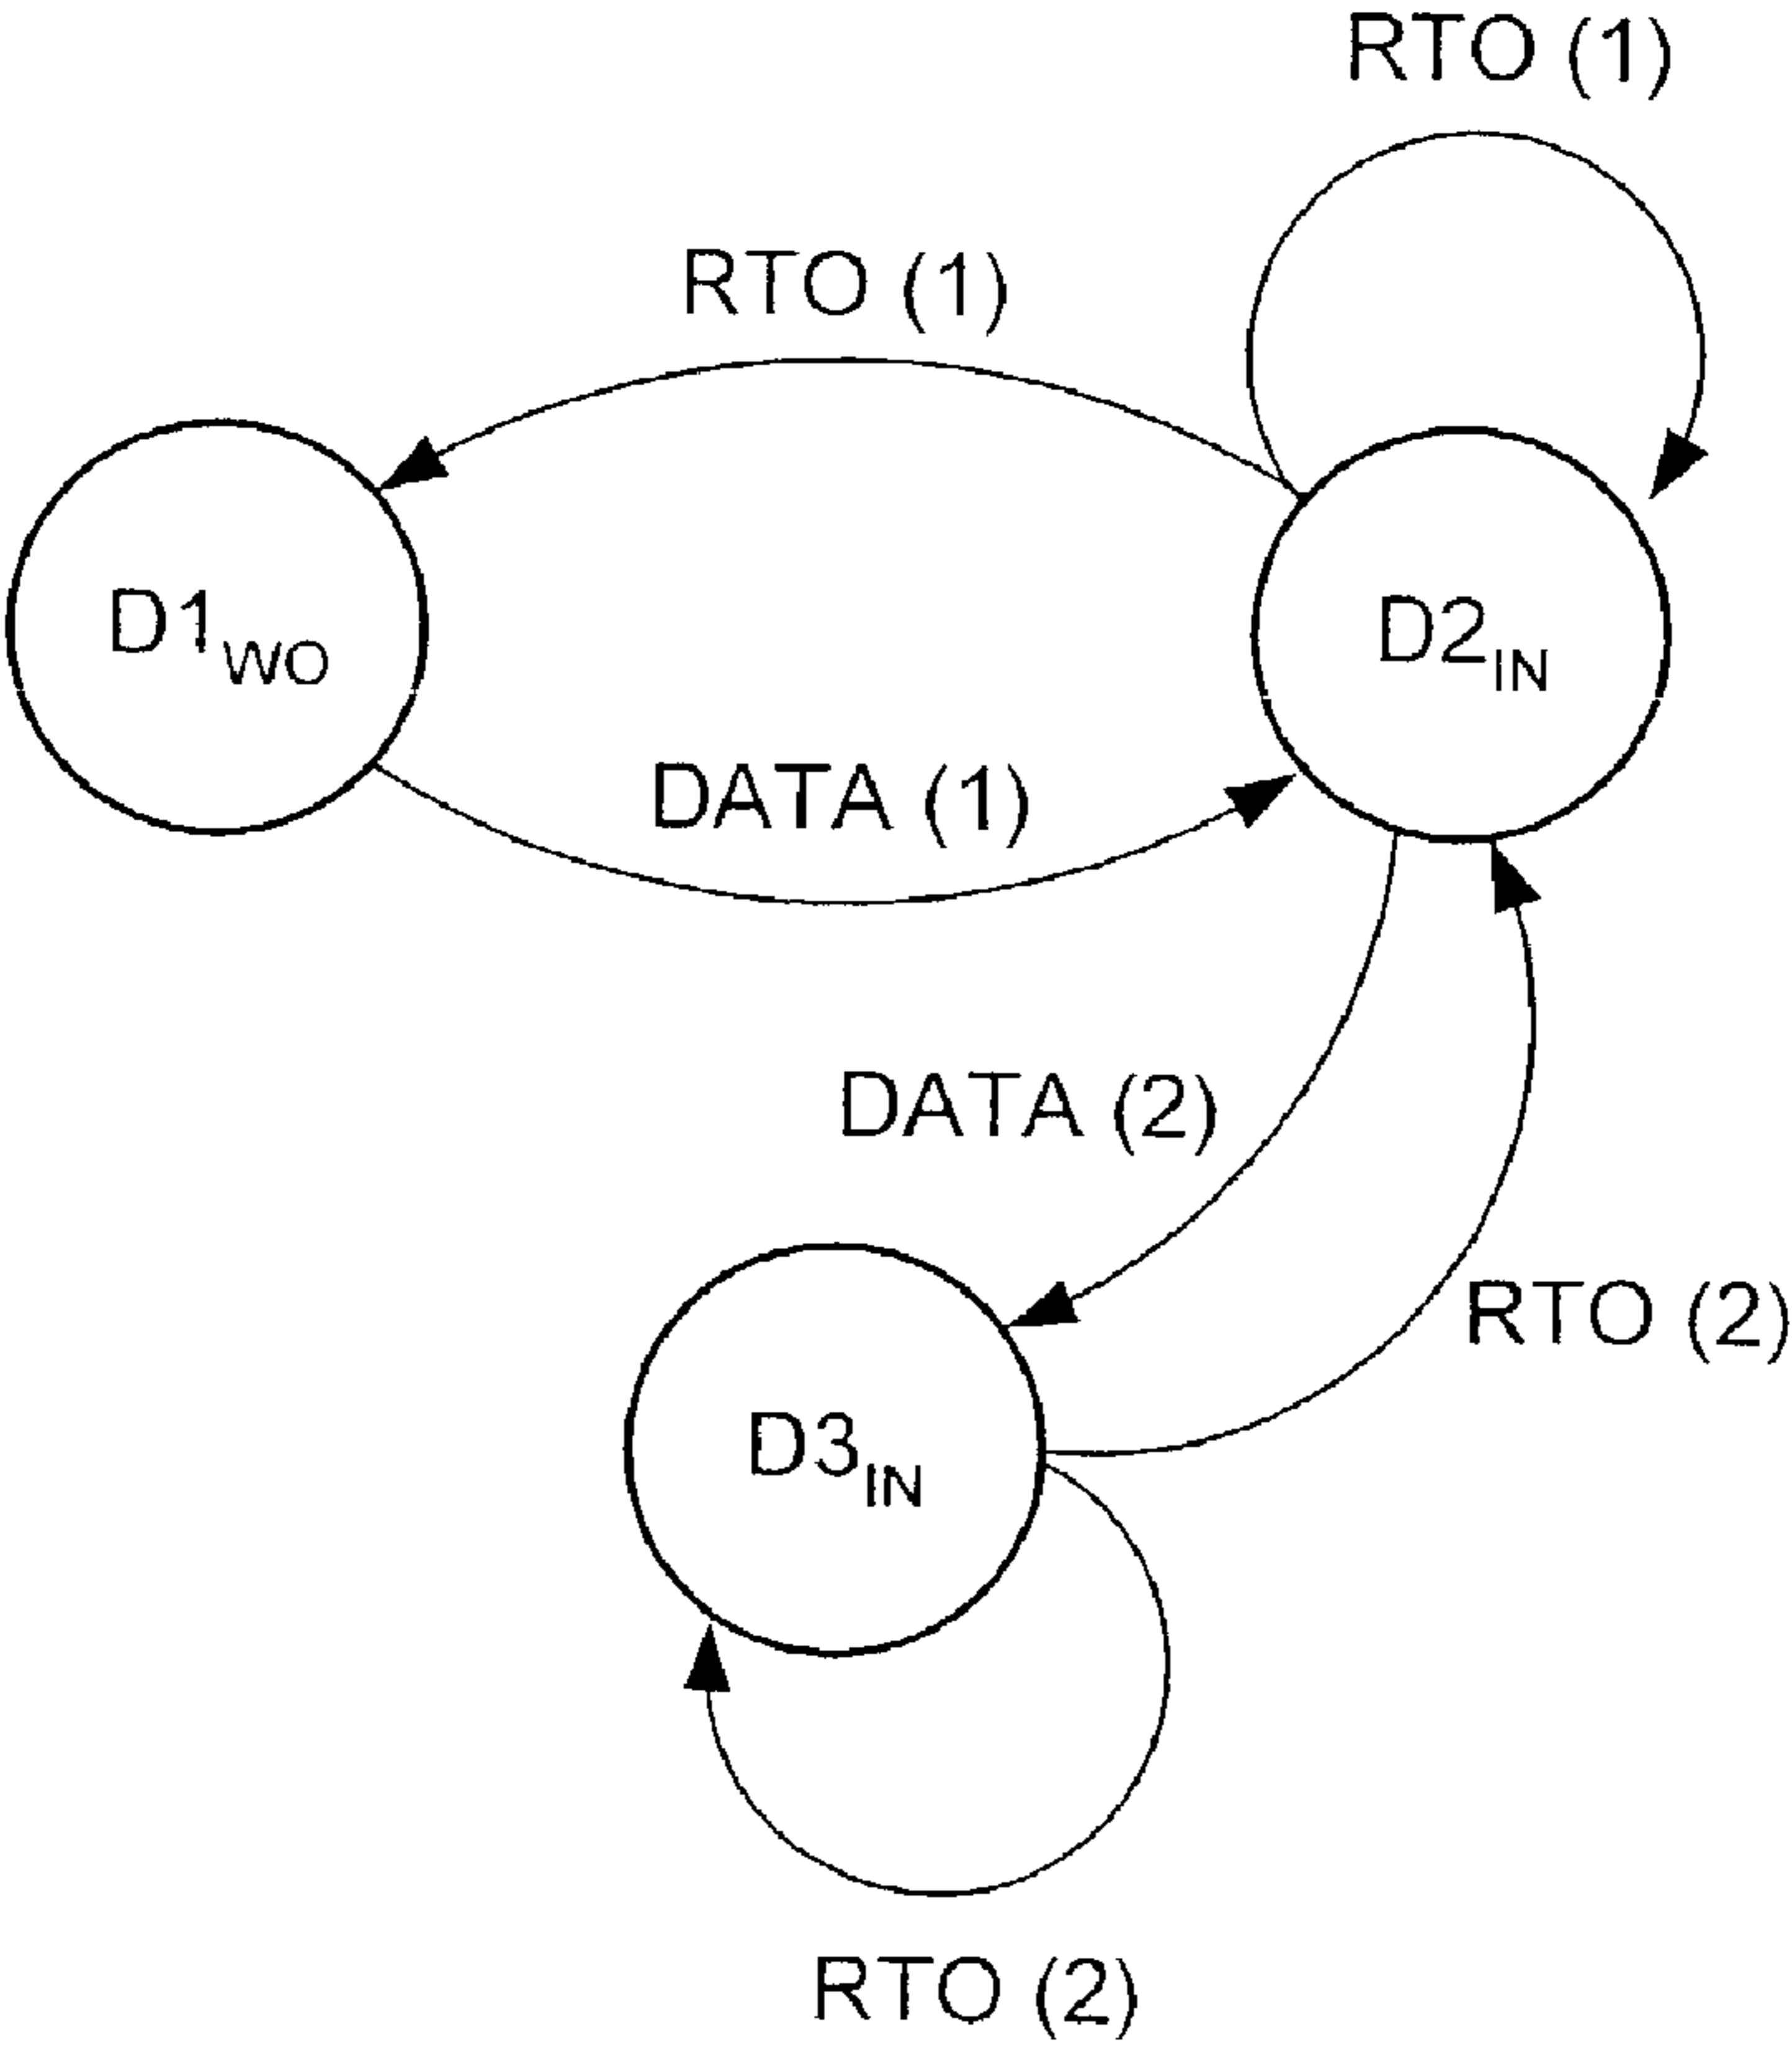 RTO (1)
RTO (1)
D1WO
D2IN
DATA (1)
DATA (2)
RTO (2)
D3IN
RTO (2)